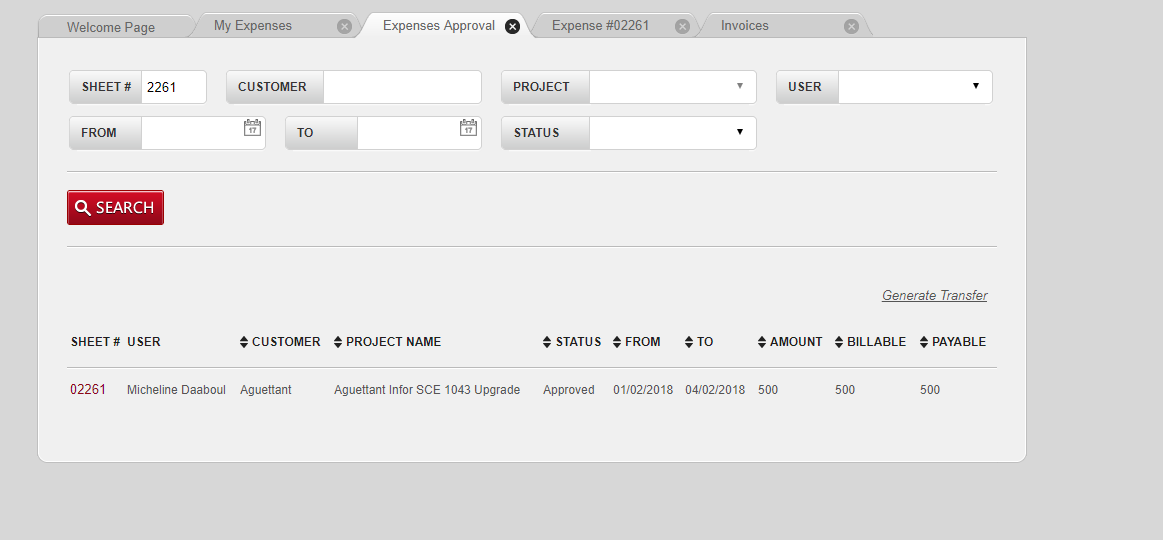 Welcome Page My Expenses Expenses Approval Expense #02261 Invoices
SHEET # 2261 CUSTOMER PROJECT USER
FROM 17 TO 17 STATUS
SEARCH
Generate Transfer
SHEET # USER CUSTOMER PROJECT NAME STATUS FROM TO AMOUNT BILLABLE PAYABLE
02261 Micheline Daaboul Aguettant Aguettant Infor SCE 1043 Upgrade Approved 01/02/2018 04/02/2018 500 500 500